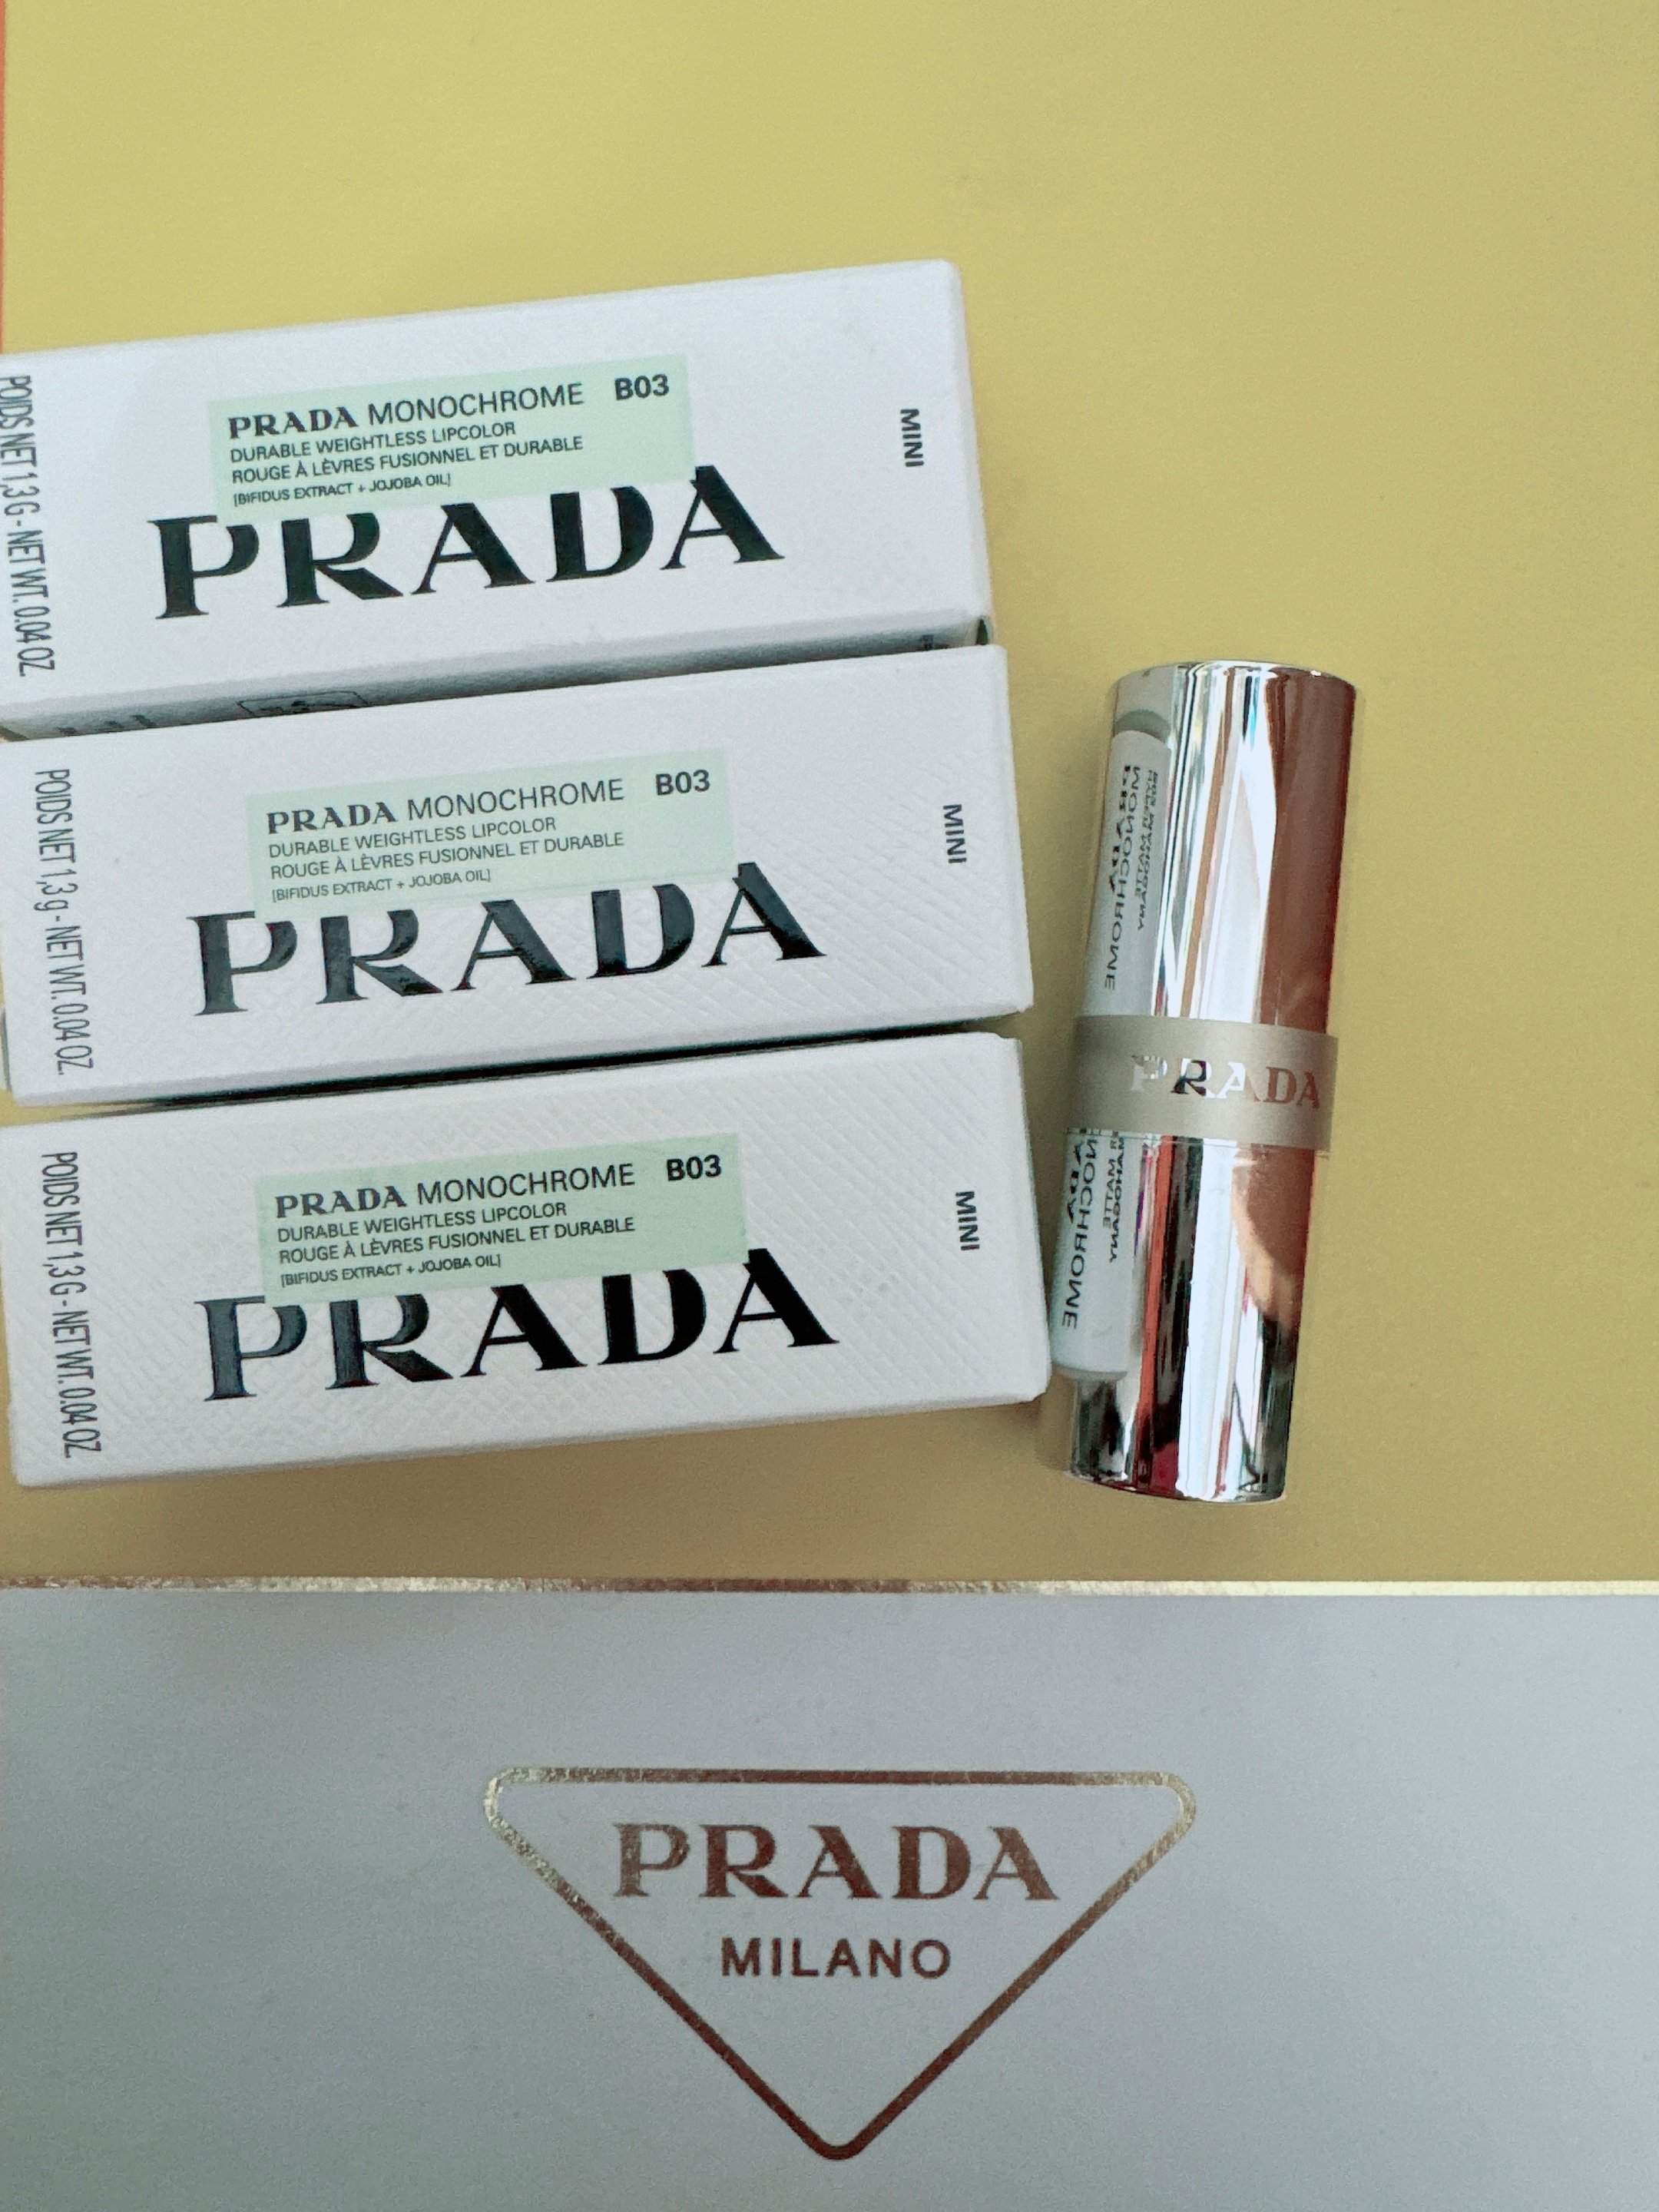 PRADA MONOCHROME B03
DURABLE WEIGHTLESS LIPCOLOR
ROUGE À LÈVRES FUSIONNEL ET DURABLE
[BIFIDUS EXTRACT + JOJOBA OIL]
PRADA
MINI
POIDS NET 1,3 G - NET WT. 0.04 OZ
PRADA MONOCHROME B03
DURABLE WEIGHTLESS LIPCOLOR
ROUGE À LÈVRES FUSIONNEL ET DURABLE
[BIFIDUS EXTRACT + JOJOBA OIL]
PRADA
MINI
POIDS NET 1,3 g - NET WT. 0.04 OZ.
PRADA MONOCHROME B03
DURABLE WEIGHTLESS LIPCOLOR
ROUGE À LÈVRES FUSIONNEL ET DURABLE
[BIFIDUS EXTRACT + JOJOBA OIL]
PRADA
MINI
POIDS NET 1,3 G - NET WT. 0.04 OZ
PRADA
PRADA
MILANO